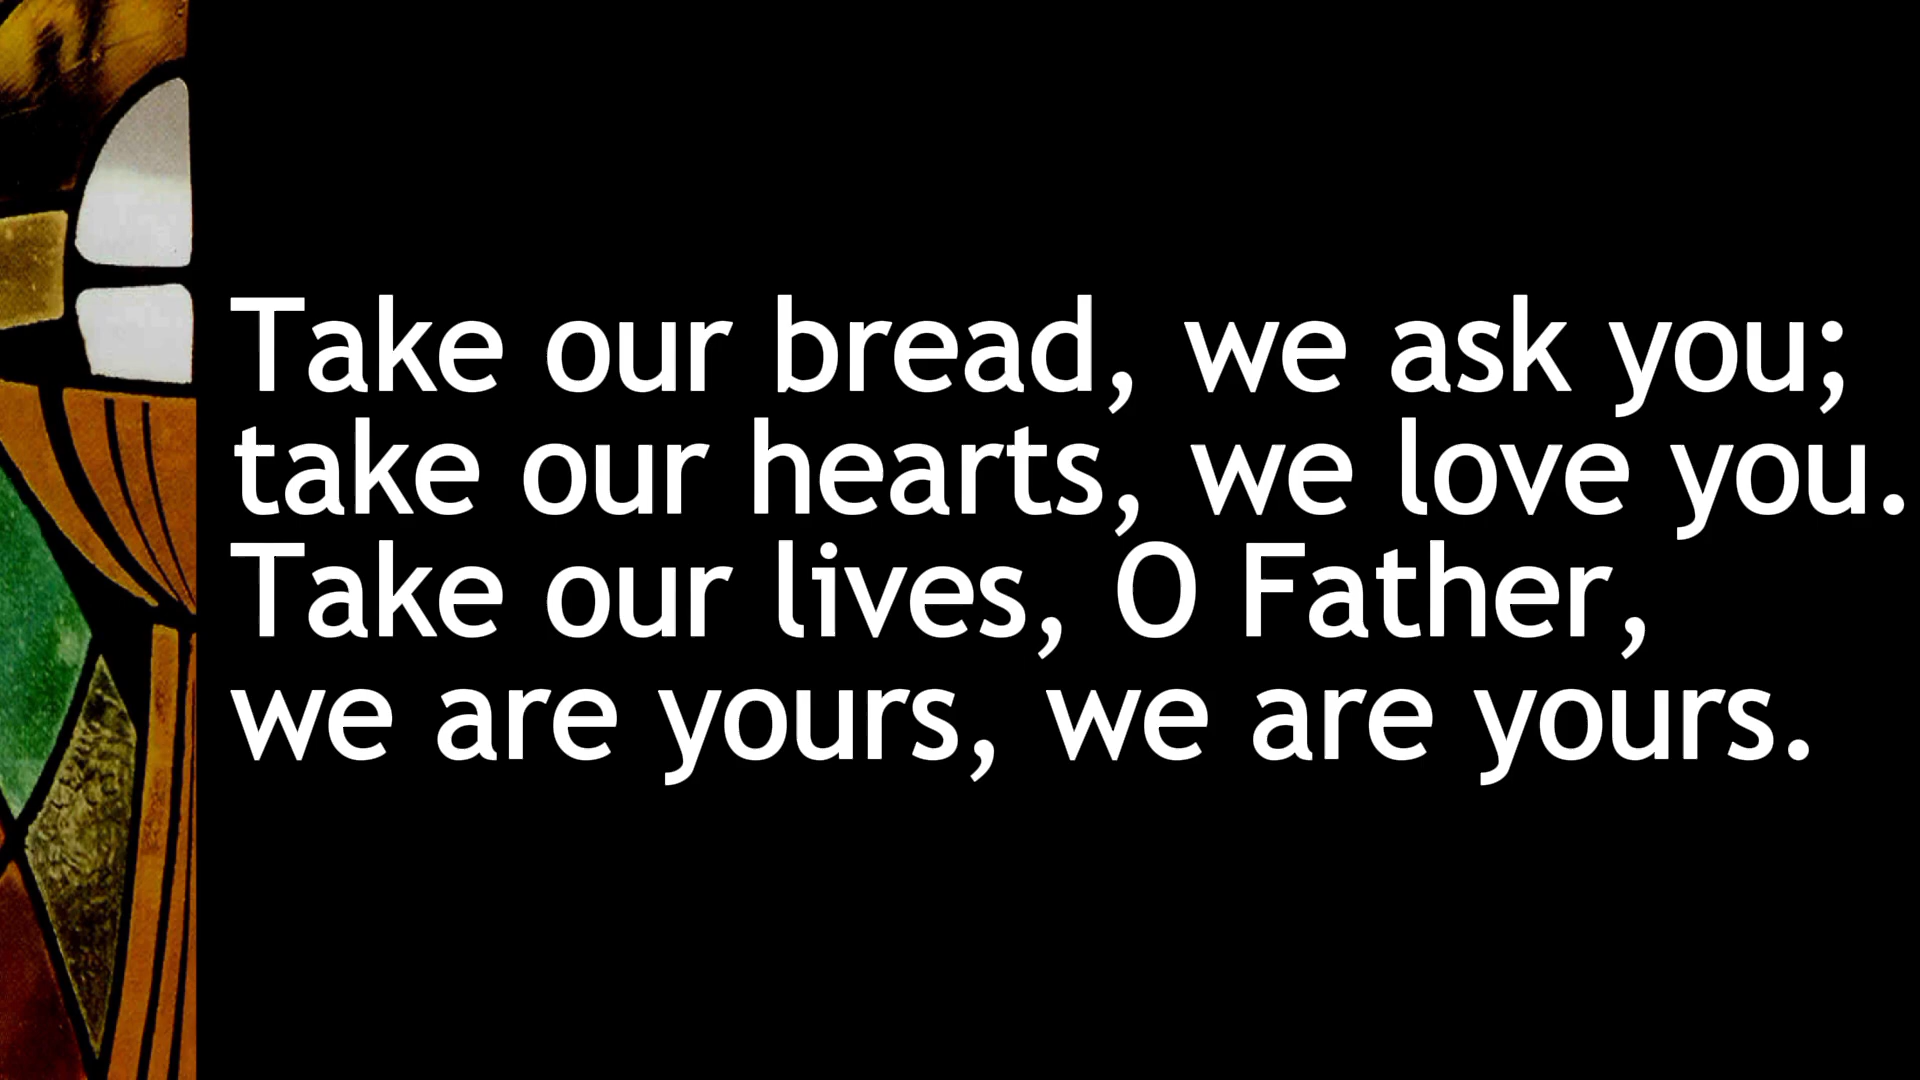 Take our bread, we ask you;
take our hearts, we love you.
Take our lives, O Father,
we are yours, we are yours.